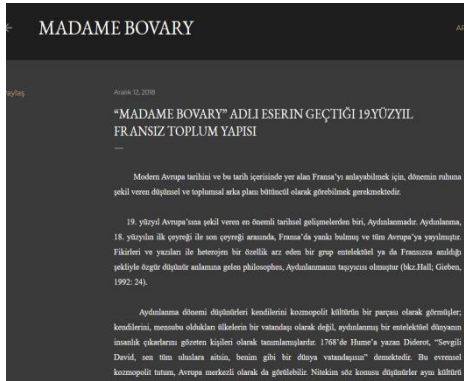 MADAME BOVARY
Paylaş
Aralık 12, 2018
“MADAME BOVARY” ADLI ESERIN GEÇTIĞI 19.YÜZYIL
FRANSIZ TOPLUM YAPISI
Modern Avrupa tarihini ve bu tarih içerisinde yer alan Fransa’yı anlayabilmek için, dönemin ruhuna
şekil veren düşünsel ve toplumsal arka planı bütüncül olarak görebilmek gerekmektedir.
19. yüzyıl Avrupa’sına şekil veren en önemli tarihsel gelişmelerden biri, Aydınlanmadır. Aydınlanma,
18. yüzyılın ilk çeyreği ile son çeyreği arasında, Fransa’da yankı bulmuş ve tüm Avrupa’ya yayılmıştır.
Fikirleri ve yazıları ile heterojen bir özellik arz eden bir grup entelektüel ya da Fransızca anıldığı
şekliyle özgür düşünür anlamına gelen philosophes, Aydınlanmanın taşıyıcısı olmuştur (bkz.Hall; Gieben,
1992: 24).
Aydınlanma dönemi düşünürleri kendilerini kozmopolit kültürün bir parçası olarak görmüşler;
kendilerini, mensubu oldukları ülkelerin bir vatandaşı olarak değil, aydınlanmış bir entelektüel dünyanın
insanlık çıkarlarını gözeten kişileri olarak tanımlamışlardır. 1768’de Hume’a yazan Diderot, “Sevgili
David, sen tüm uluslara aitsin, benim gibi bir dünya vatandaşısın” demektedir. Bu evrensel
kozmopolit tutum, Avrupa merkezli olarak da görülebilir. Nitekim söz konusu düşünürler aynı kültürü